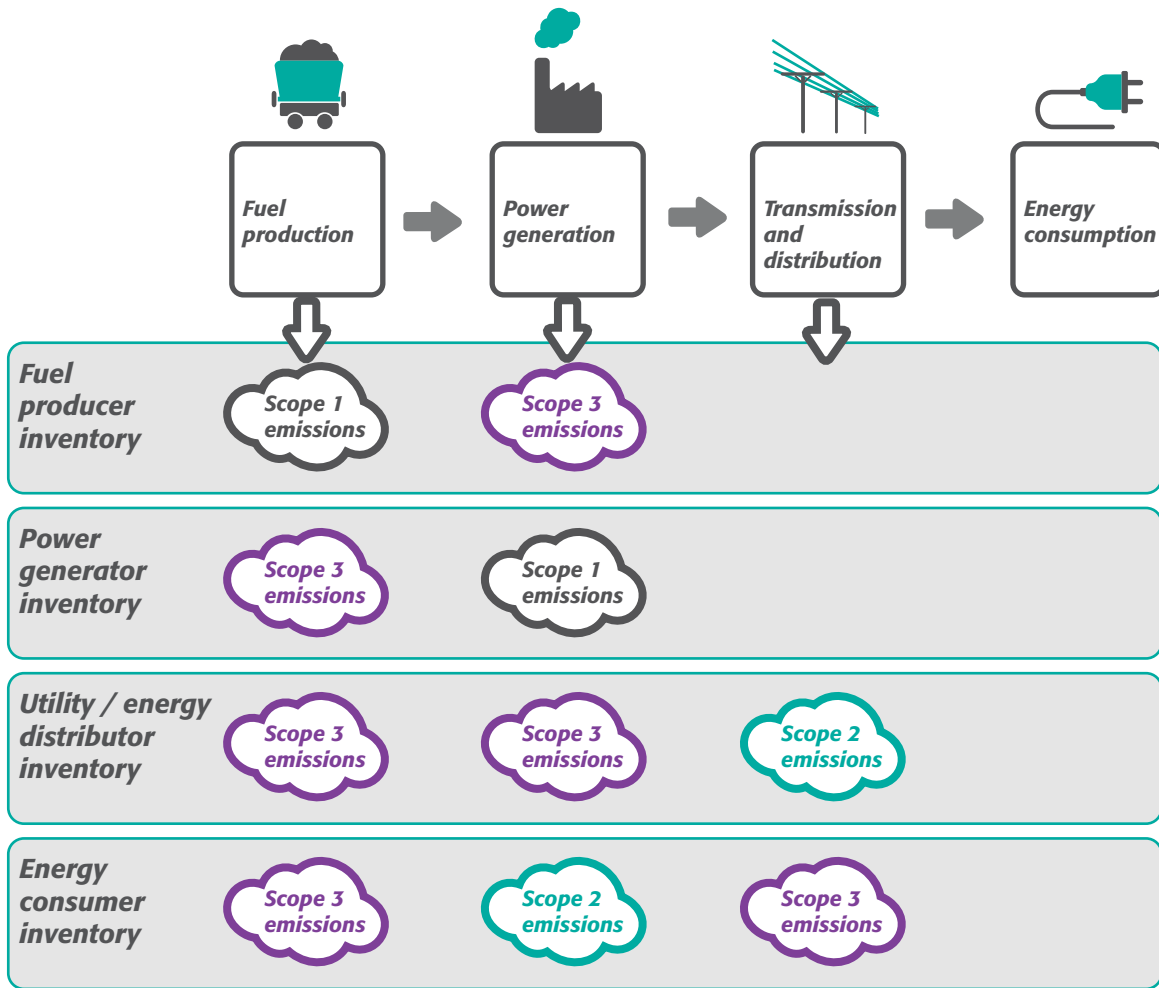 Fuel
production
Power
generation
Transmission
and
distribution
Energy
consumption
Fuel
producer
inventory
Scope 1
emissions
Scope 3
emissions
Power
generator
inventory
Scope 3
emissions
Scope 1
emissions
Utility / energy
distributor
inventory
Scope 3
emissions
Scope 3
emissions
Scope 2
emissions
Energy
consumer
inventory
Scope 3
emissions
Scope 2
emissions
Scope 3
emissions